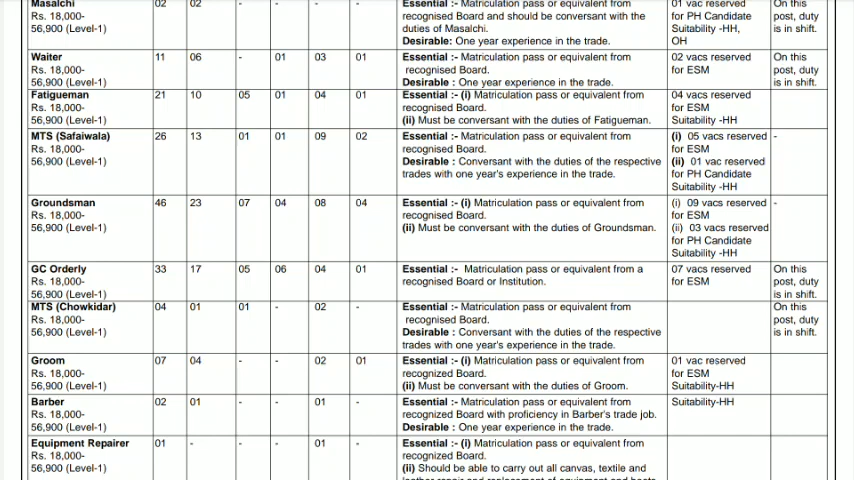 Masalchi 02 02 - - - - Essential :- Matriculation pass or equivalent from 01 vac reserved On this
Rs. 18,000- recognised Board and should be conversant with the for PH Candidate post, duty
56,900 (Level-1) duties of Masalchi. Suitability -HH, is in shift.
Desirable: One year experience in the trade. OH
Waiter 11 06 - 01 03 01 Essential :- Matriculation pass or equivalent from 02 vacs reserved On this
Rs. 18,000- recognised Board. for ESM post, duty
56,900 (Level-1) Desirable : One year experience in the trade. is in shift.
Fatigueman 21 10 05 01 04 01 Essential :- (i) Matriculation pass or equivalent from 04 vacs reserved
Rs. 18,000- recognised Board. for ESM
56,900 (Level-1) (ii) Must be conversant with the duties of Fatigueman. Suitability -HH
MTS (Safaiwala) 26 13 01 01 09 02 Essential :- Matriculation pass or equivalent from (i) 05 vacs reserved -
Rs. 18,000- recognised Board. for ESM
56,900 (Level-1) Desirable : Conversant with the duties of the respective (ii) 01 vac reserved
trades with one year's experience in the trade. for PH Candidate
Suitability -HH
Groundsman 46 23 07 04 08 04 Essential :- (i) Matriculation pass or equivalent from (i) 09 vacs reserved -
Rs. 18,000- recognised Board. for ESM
56,900 (Level-1) (ii) Must be conversant with the duties of Groundsman. (ii) 03 vacs reserved
for PH Candidate
Suitability -HH
GC Orderly 33 17 05 06 04 01 Essential :- Matriculation pass or equivalent from a 07 vacs reserved On this
Rs. 18,000- recognised Board or Institution. for ESM post, duty
56,900 (Level-1) is in shift.
MTS (Chowkidar) 04 01 01 - 02 - Essential :- Matriculation pass or equivalent from On this
Rs. 18,000- recognised Board. post, duty
56,900 (Level-1) Desirable : Conversant with the duties of the respective is in shift.
trades with one year's experience in the trade.
Groom 07 04 - - 02 01 Essential :- (i) Matriculation pass or equivalent from 01 vac reserved
Rs. 18,000- recognized Board. for ESM
56,900 (Level-1) (ii) Must be conversant with the duties of Groom. Suitability-HH
Barber 02 01 - - 01 - Essential :- Matriculation pass or equivalent from Suitability-HH
Rs. 18,000- recognized Board with proficiency in Barber's trade job.
56,900 (Level-1) Desirable : One year experience in the trade.
Equipment Repairer 01 - - - 01 - Essential :- (i) Matriculation pass or equivalent from
Rs. 18,000- recognized Board.
56,900 (Level-1) (ii) Should be able to carry out all canvas, textile and